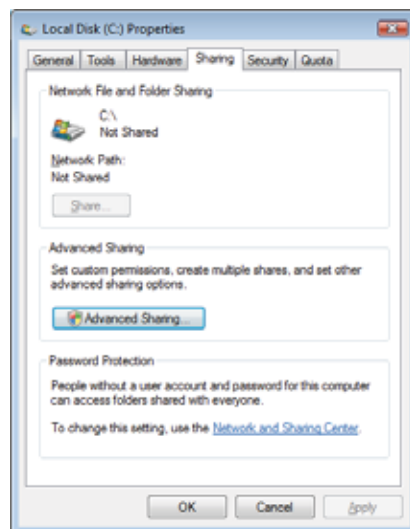 Local Disk (C:) Properties
General Tools Hardware Sharing Security Quota
Network File and Folder Sharing
C:\
Not Shared
Network Path:
Not Shared
Share...
Advanced Sharing
Set custom permissions, create multiple shares, and set other
advanced sharing options.
Advanced Sharing...
Password Protection
People without a user account and password for this computer
can access folders shared with everyone.
To change this setting, use the Network and Sharing Center.
OK Cancel Apply